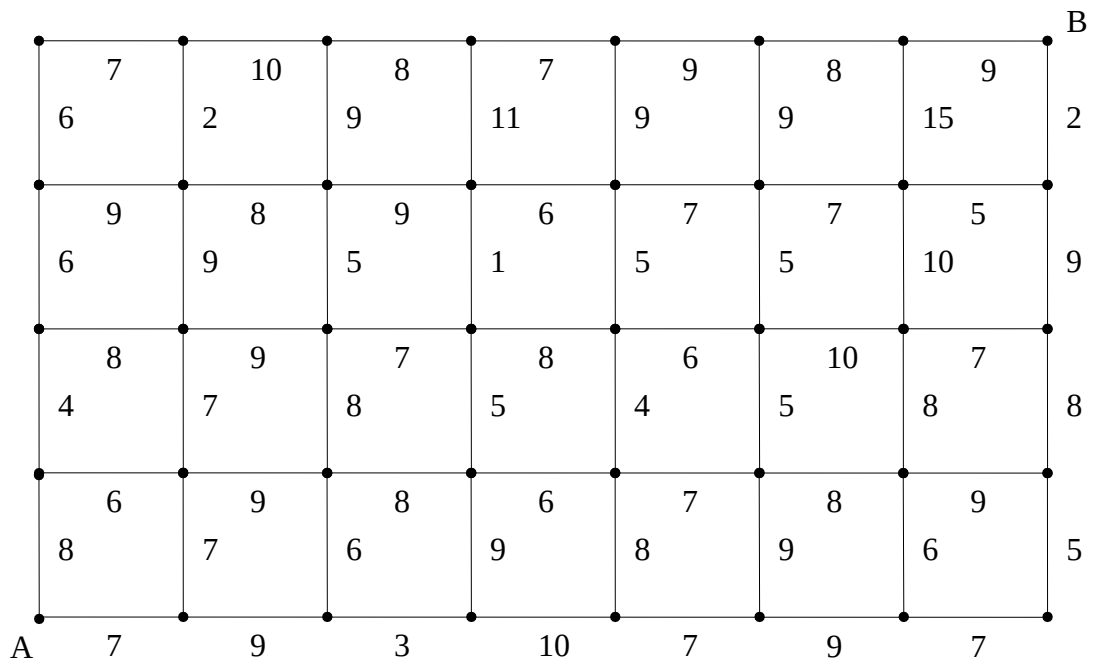 B
7 10 8 7 9 8 9
6 2 9 11 9 9 15 2
9 8 9 6 7 7 5
6 9 5 1 5 5 10 9
8 9 7 8 6 10 7
4 7 8 5 4 5 8 8
6 9 8 6 7 8 9
8 7 6 9 8 9 6 5
A 7 9 3 10 7 9 7